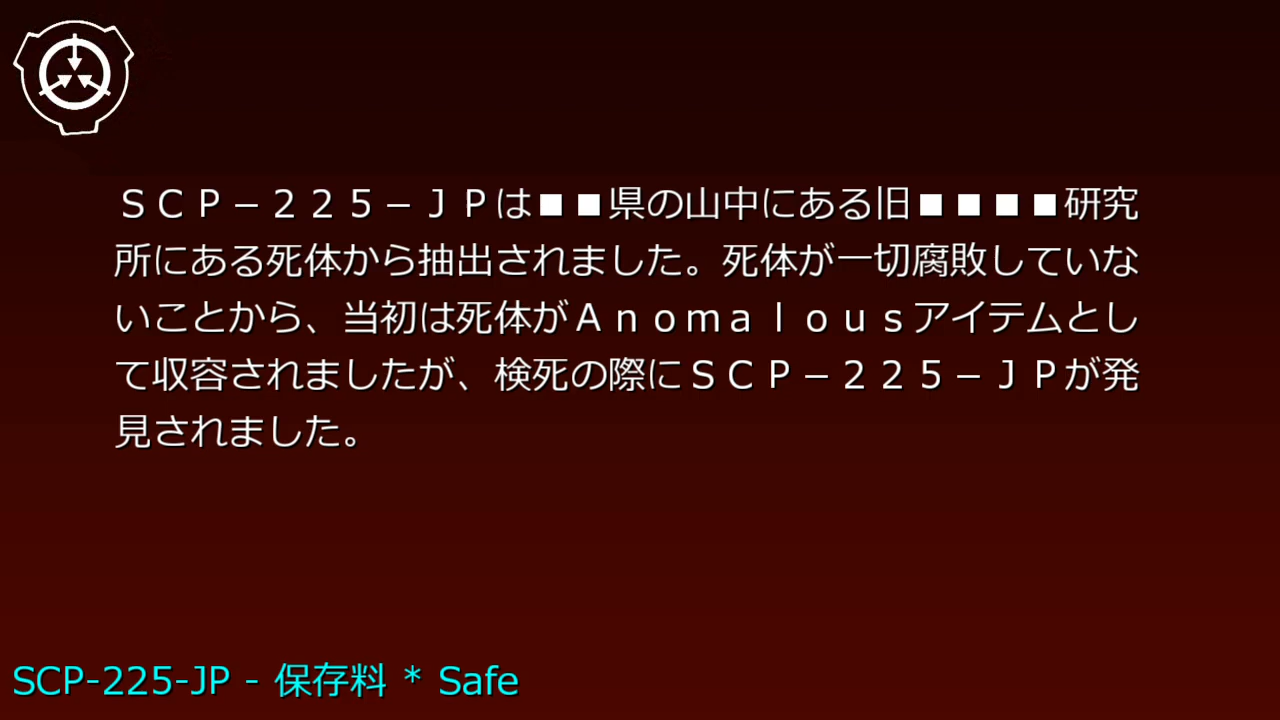 ＳＣＰ－２２５－ＪＰは■■県の山中にある旧■■■■研究
所にある死体から抽出されました。死体が一切腐敗していな
いことから、当初は死体がＡｎｏｍａｌｏｕｓアイテムとし
て収容されましたが、検死の際にＳＣＰ－２２５－ＪＰが発
見されました。
SCP-225-JP - 保存料 * Safe